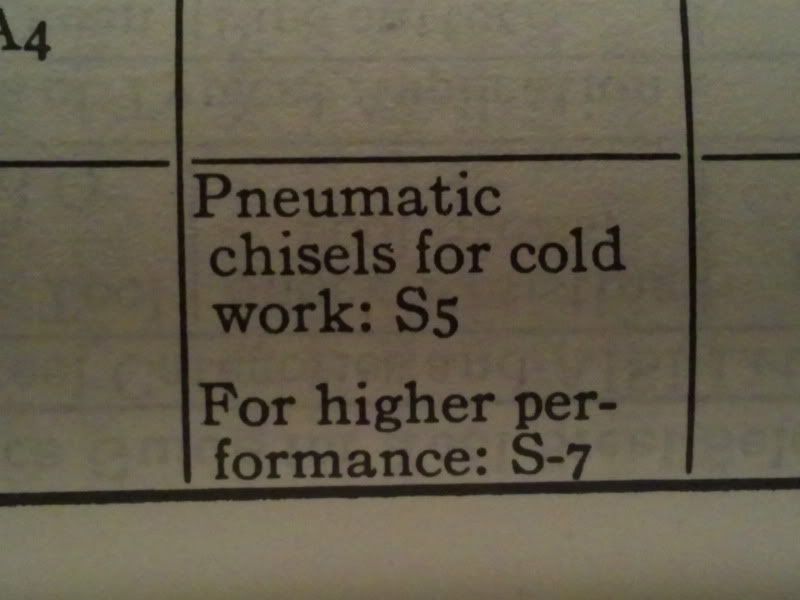 A4
Pneumatic
chisels for cold
work: S5
For higher per-
formance: S-7